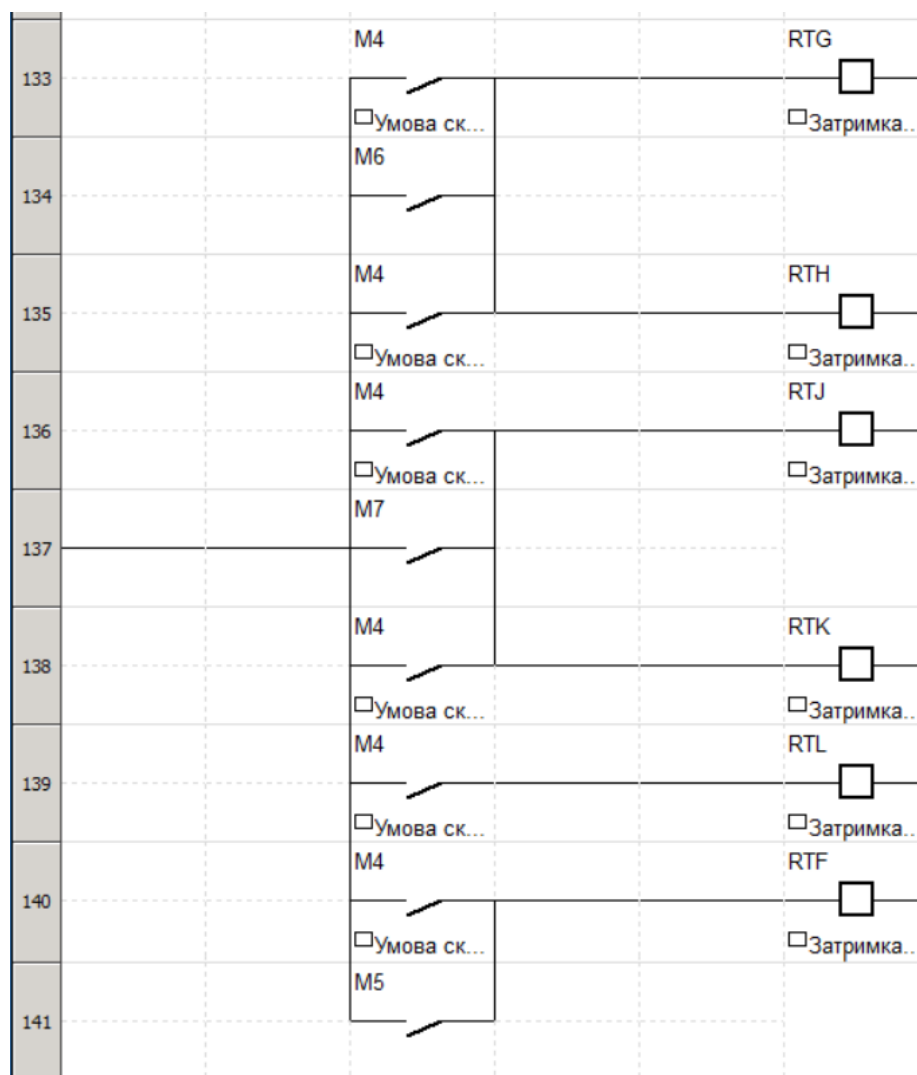 M4 RTG
133
Умова ск... Затримка...
M6
134
M4 RTH
135
Умова ск... Затримка...
M4 RTJ
136
Умова ск... Затримка...
M7
137
M4 RTK
138
Умова ск... Затримка...
M4 RTL
139
Умова ск... Затримка...
M4 RTF
140
Умова ск... Затримка...
M5
141